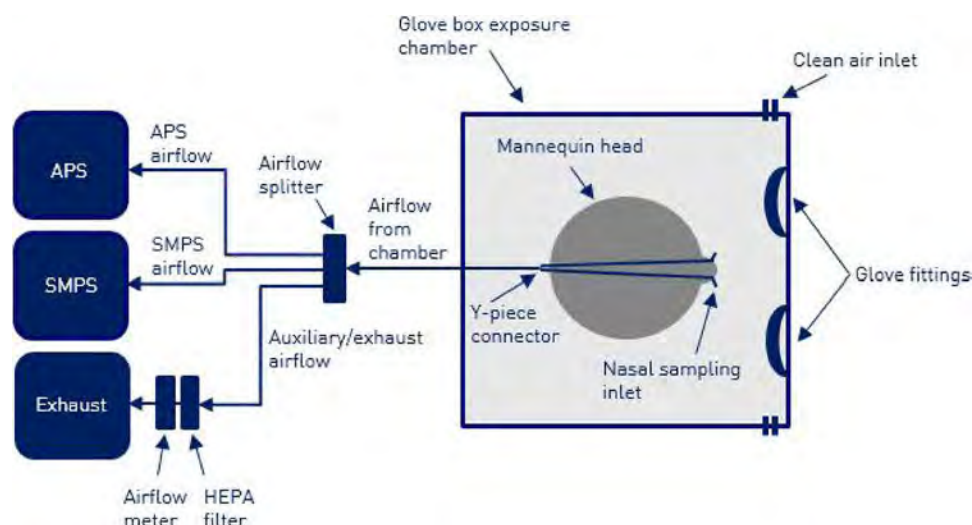 Glove box exposure
chamber
Clean air inlet
Mannequin head
APS
APS
airflow
Airflow
splitter
Airflow
from
chamber
SMPS
SMPS
airflow
Glove fittings
Y-piece
connector
Nasal sampling
inlet
Auxiliary/exhaust
airflow
Exhaust
Airflow
meter
HEPA
filter